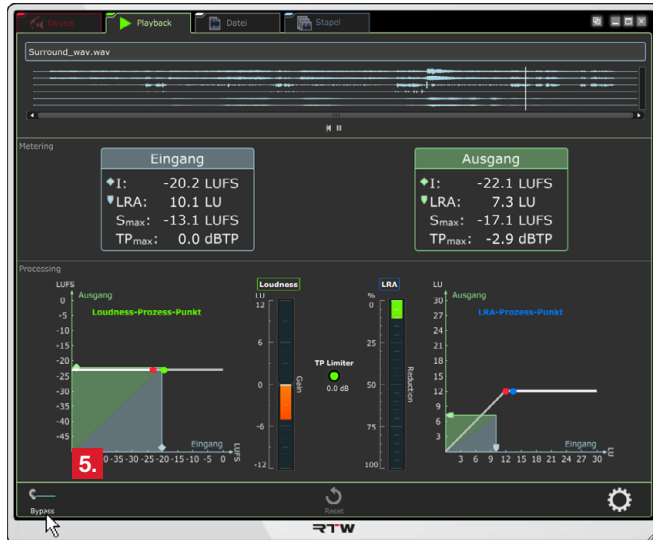 Device
Playback
Datei
Stapel
Surround_wav.wav
Metering
Eingang
I: -20.2 LUFS
LRA: 10.1 LU
Smax: -13.1 LUFS
TPmax: 0.0 dBTP
Ausgang
I: -22.1 LUFS
LRA: 7.3 LU
Smax: -17.1 LUFS
TPmax: -2.9 dBTP
Processing
LUFS
Ausgang
Loudness-Prozess-Punkt
0
-5
-10
-15
-20
-25
-30
-35
-40
-45
Eingang
0 -35 -30 -25 -20 -15 -10 -5 0
LUFS
5.
Loudness
LU
12
6
0
-6
-12
Gain
TP Limiter
0.0 dB
LRA
%
0
25
50
75
100
Reduction
LU
Ausgang
LRA-Prozess-Punkt
30
27
24
21
18
15
12
9
6
3
Eingang
3 6 9 12 15 18 21 24 27 30
LU
Bypass
Reset
RTW